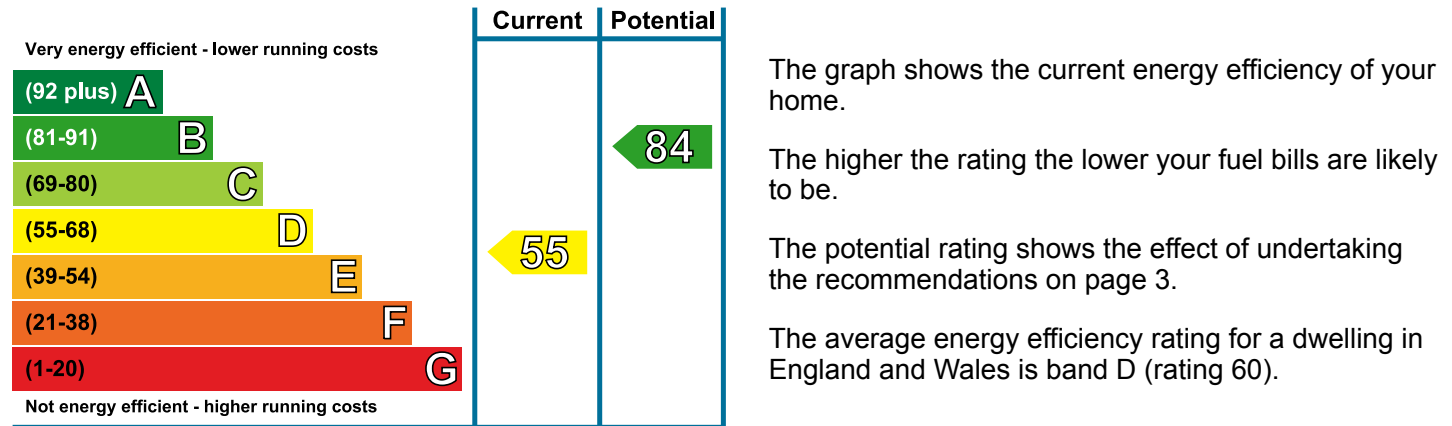 Current Potential
Very energy efficient - lower running costs
(92 plus) A
(81-91) B
84
(69-80) C
(55-68) D
55
(39-54) E
(21-38) F
(1-20) G
Not energy efficient - higher running costs
The graph shows the current energy efficiency of your
home.
The higher the rating the lower your fuel bills are likely
to be.
The potential rating shows the effect of undertaking
the recommendations on page 3.
The average energy efficiency rating for a dwelling in
England and Wales is band D (rating 60).